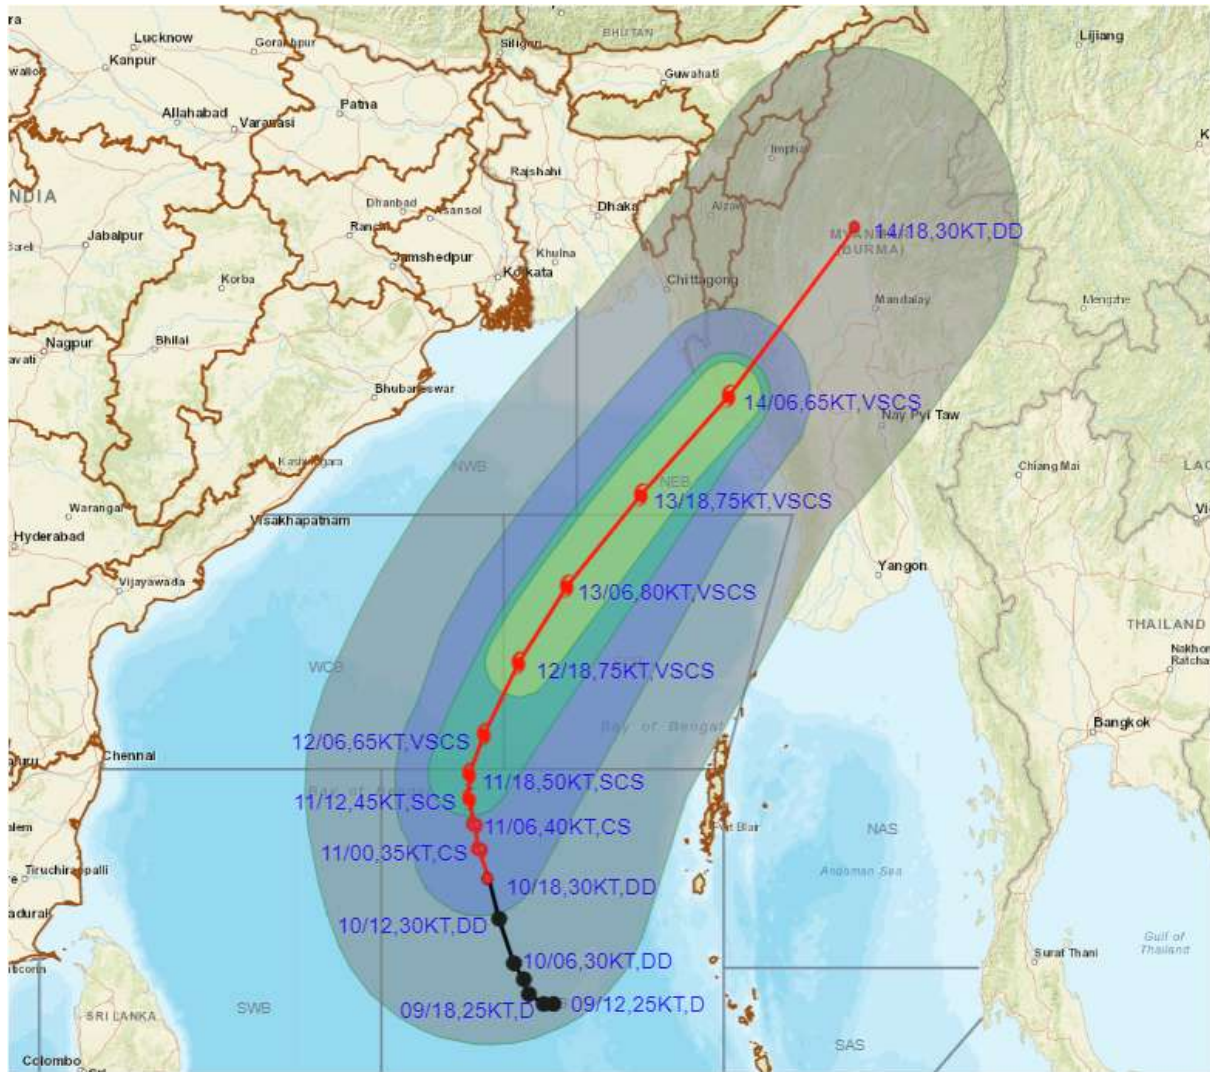 Lucknow
Gorakhpur
Siliguri
BHUTAN
Lijiang
Kanpur
Guwahati
Allahabad
Varanasi
Patna
Imphal
Rajshahi
NDIA
Dhanbad
Asansol
Dhaka
Aizawl
Jabalpur
Ranchi
14/18,30KT,DD
(BURMA)
Jamshedpur
Kolkata
Khulna
Chittagong
Korba
Mandalay
Nagpur
Bhilai
Bhubaneswar
14/06,65KT,VSCS
Nay Pyi Taw
NWB
NEB
Chiang Mai
LAO
Warangal
Visakhapatnam
13/18,75KT,VSCS
Hyderabad
Vijayawada
Yangon
13/06,80KT,VSCS
THAILAND
WCB
12/18,75KT,VSCS
Nakhon
Ratcha
Bay of Bengal
Bangkok
12/06,65KT,VSCS
Chennai
11/18,50KT,SCS
11/12,45KT,SCS
11/06,40KT,CS
Port Blair
NAS
11/00,35KT,CS
Andaman Sea
Tiruchirappalli
10/18,30KT,DD
10/12,30KT,DD
Gulf of
Thailand
Surat Thani
10/06,30KT,DD
SWB
09/18,25KT,D
09/12,25KT,D
SRI LANKA
SAS
Colombo